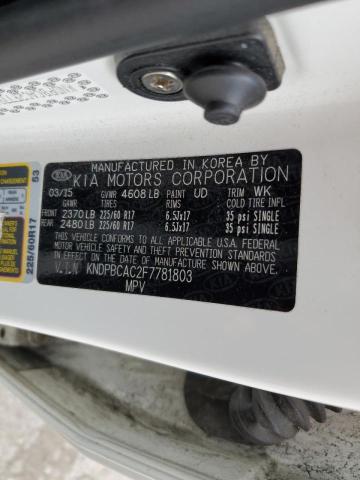 MANUFACTURED IN KOREA BY
KIA KIA MOTORS CORPORATION
03/15 GVWR 4608 LB PAINT UD TRIM WK
COLD TIRE INFL
FRONT 2370 LB 225/60 R17 6.5Jx17 35 psi SINGLE
REAR 2480 LB 225/60 R17 6.5Jx17 35 psi SINGLE
THIS VEHICLE CONFORMS TO ALL APPLICABLE U.S.A. FEDERAL
MOTOR VEHICLE SAFETY AND THEFT PREVENTION STANDARDS
IN EFFECT ON THE DATE OF MANUFACTURE SHOWN ABOVE.
V.I.N KNDPBCAC2F7781803
MPV
225/60R17
53